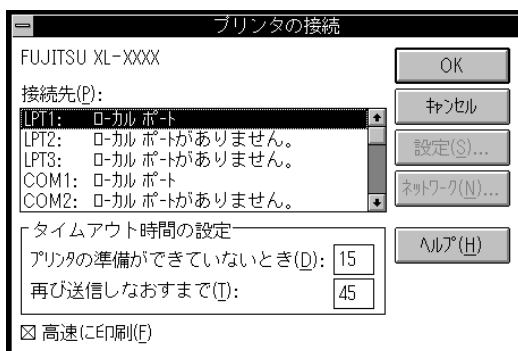 プリンタの接続
FUJITSU XL-XXXX
接続先(P):
LPT1: ﾛｰｶﾙ ﾎﾟｰﾄ
LPT2: ﾛｰｶﾙ ﾎﾟｰﾄがありません。
LPT3: ﾛｰｶﾙ ﾎﾟｰﾄがありません。
COM1: ﾛｰｶﾙ ﾎﾟｰﾄ
COM2: ﾛｰｶﾙ ﾎﾟｰﾄがありません。
タイムアウト時間の設定
ﾌﾟﾘﾝﾀの準備ができていないとき(D): 15
再び送信しなおすまで(T): 45
高速に印刷(F)
OK
ｷｬﾝｾﾙ
設定(S)...
ﾈｯﾄﾜｰｸ(N)...
ﾍﾙﾌﾟ(H)